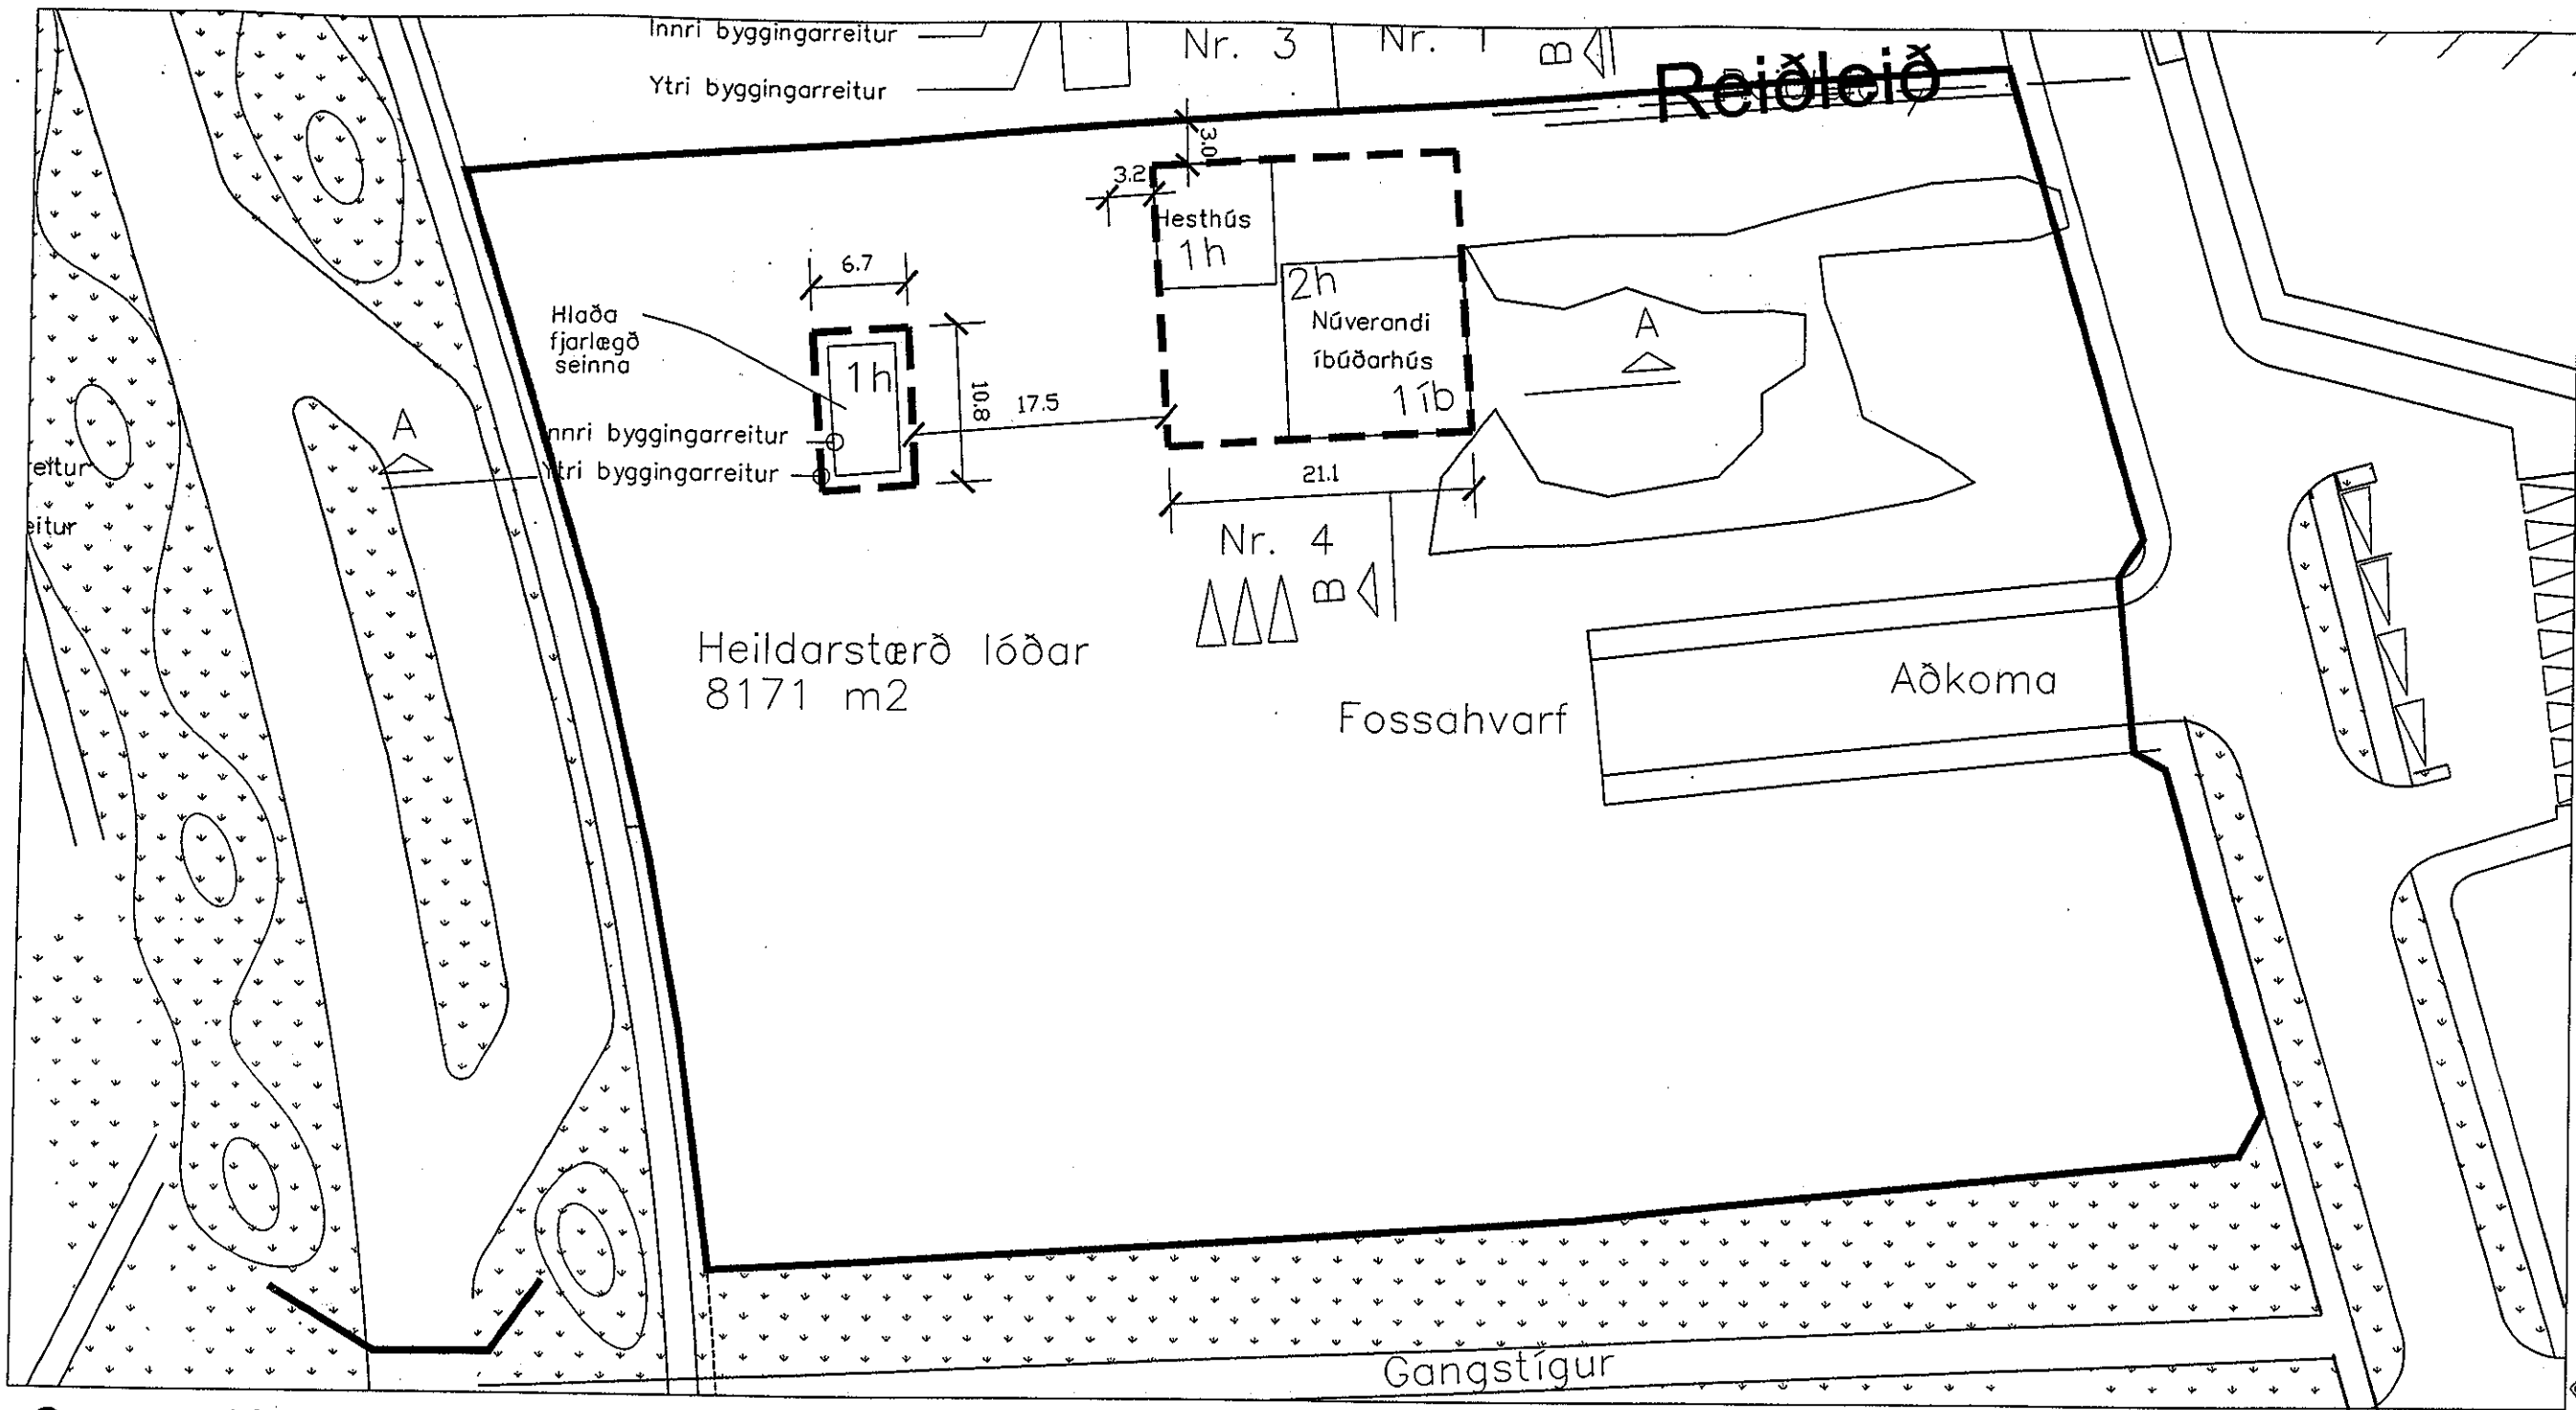 Innri byggingarreitur
Nr. 3
Nr. 1
B
Reiðleið
Ytri byggingarreitur
3.0
3.2
Hesthús
1h
6.7
2h
Hlaða
fjarlægð
seinna
Núverandi
íbúðarhús
A
1h
10.8
17.5
1íb
A
Innri byggingarreitur
eitur
Ytri byggingarreitur
21.1
eitur
Nr. 4
B
Heildarstærð lóðar
8171 m2
Aðkoma
Fossahvarf
Gangstígur